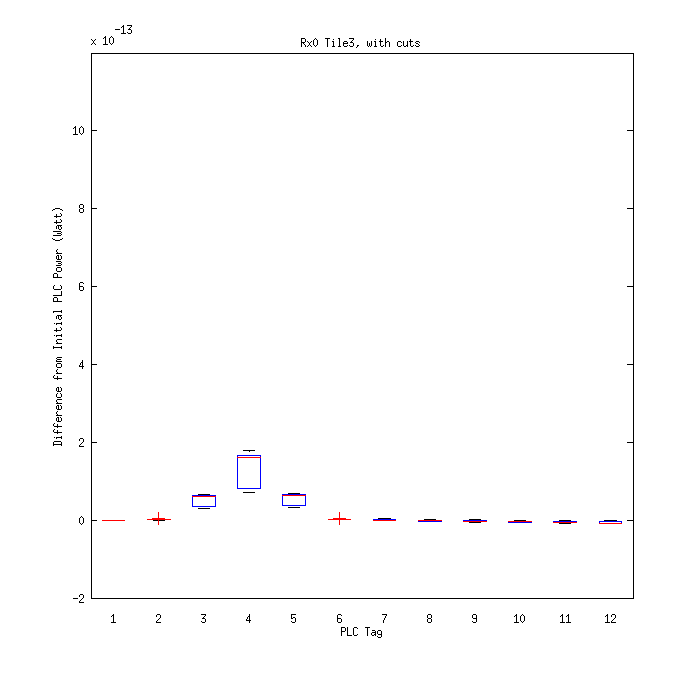 x 10-13
Rx0 Tile3, with cuts
10
8
6
4
2
0
-2
Difference from Initial PLC Power (Watt)
1 2 3 4 5 6 7 8 9 10 11 12
PLC Tag